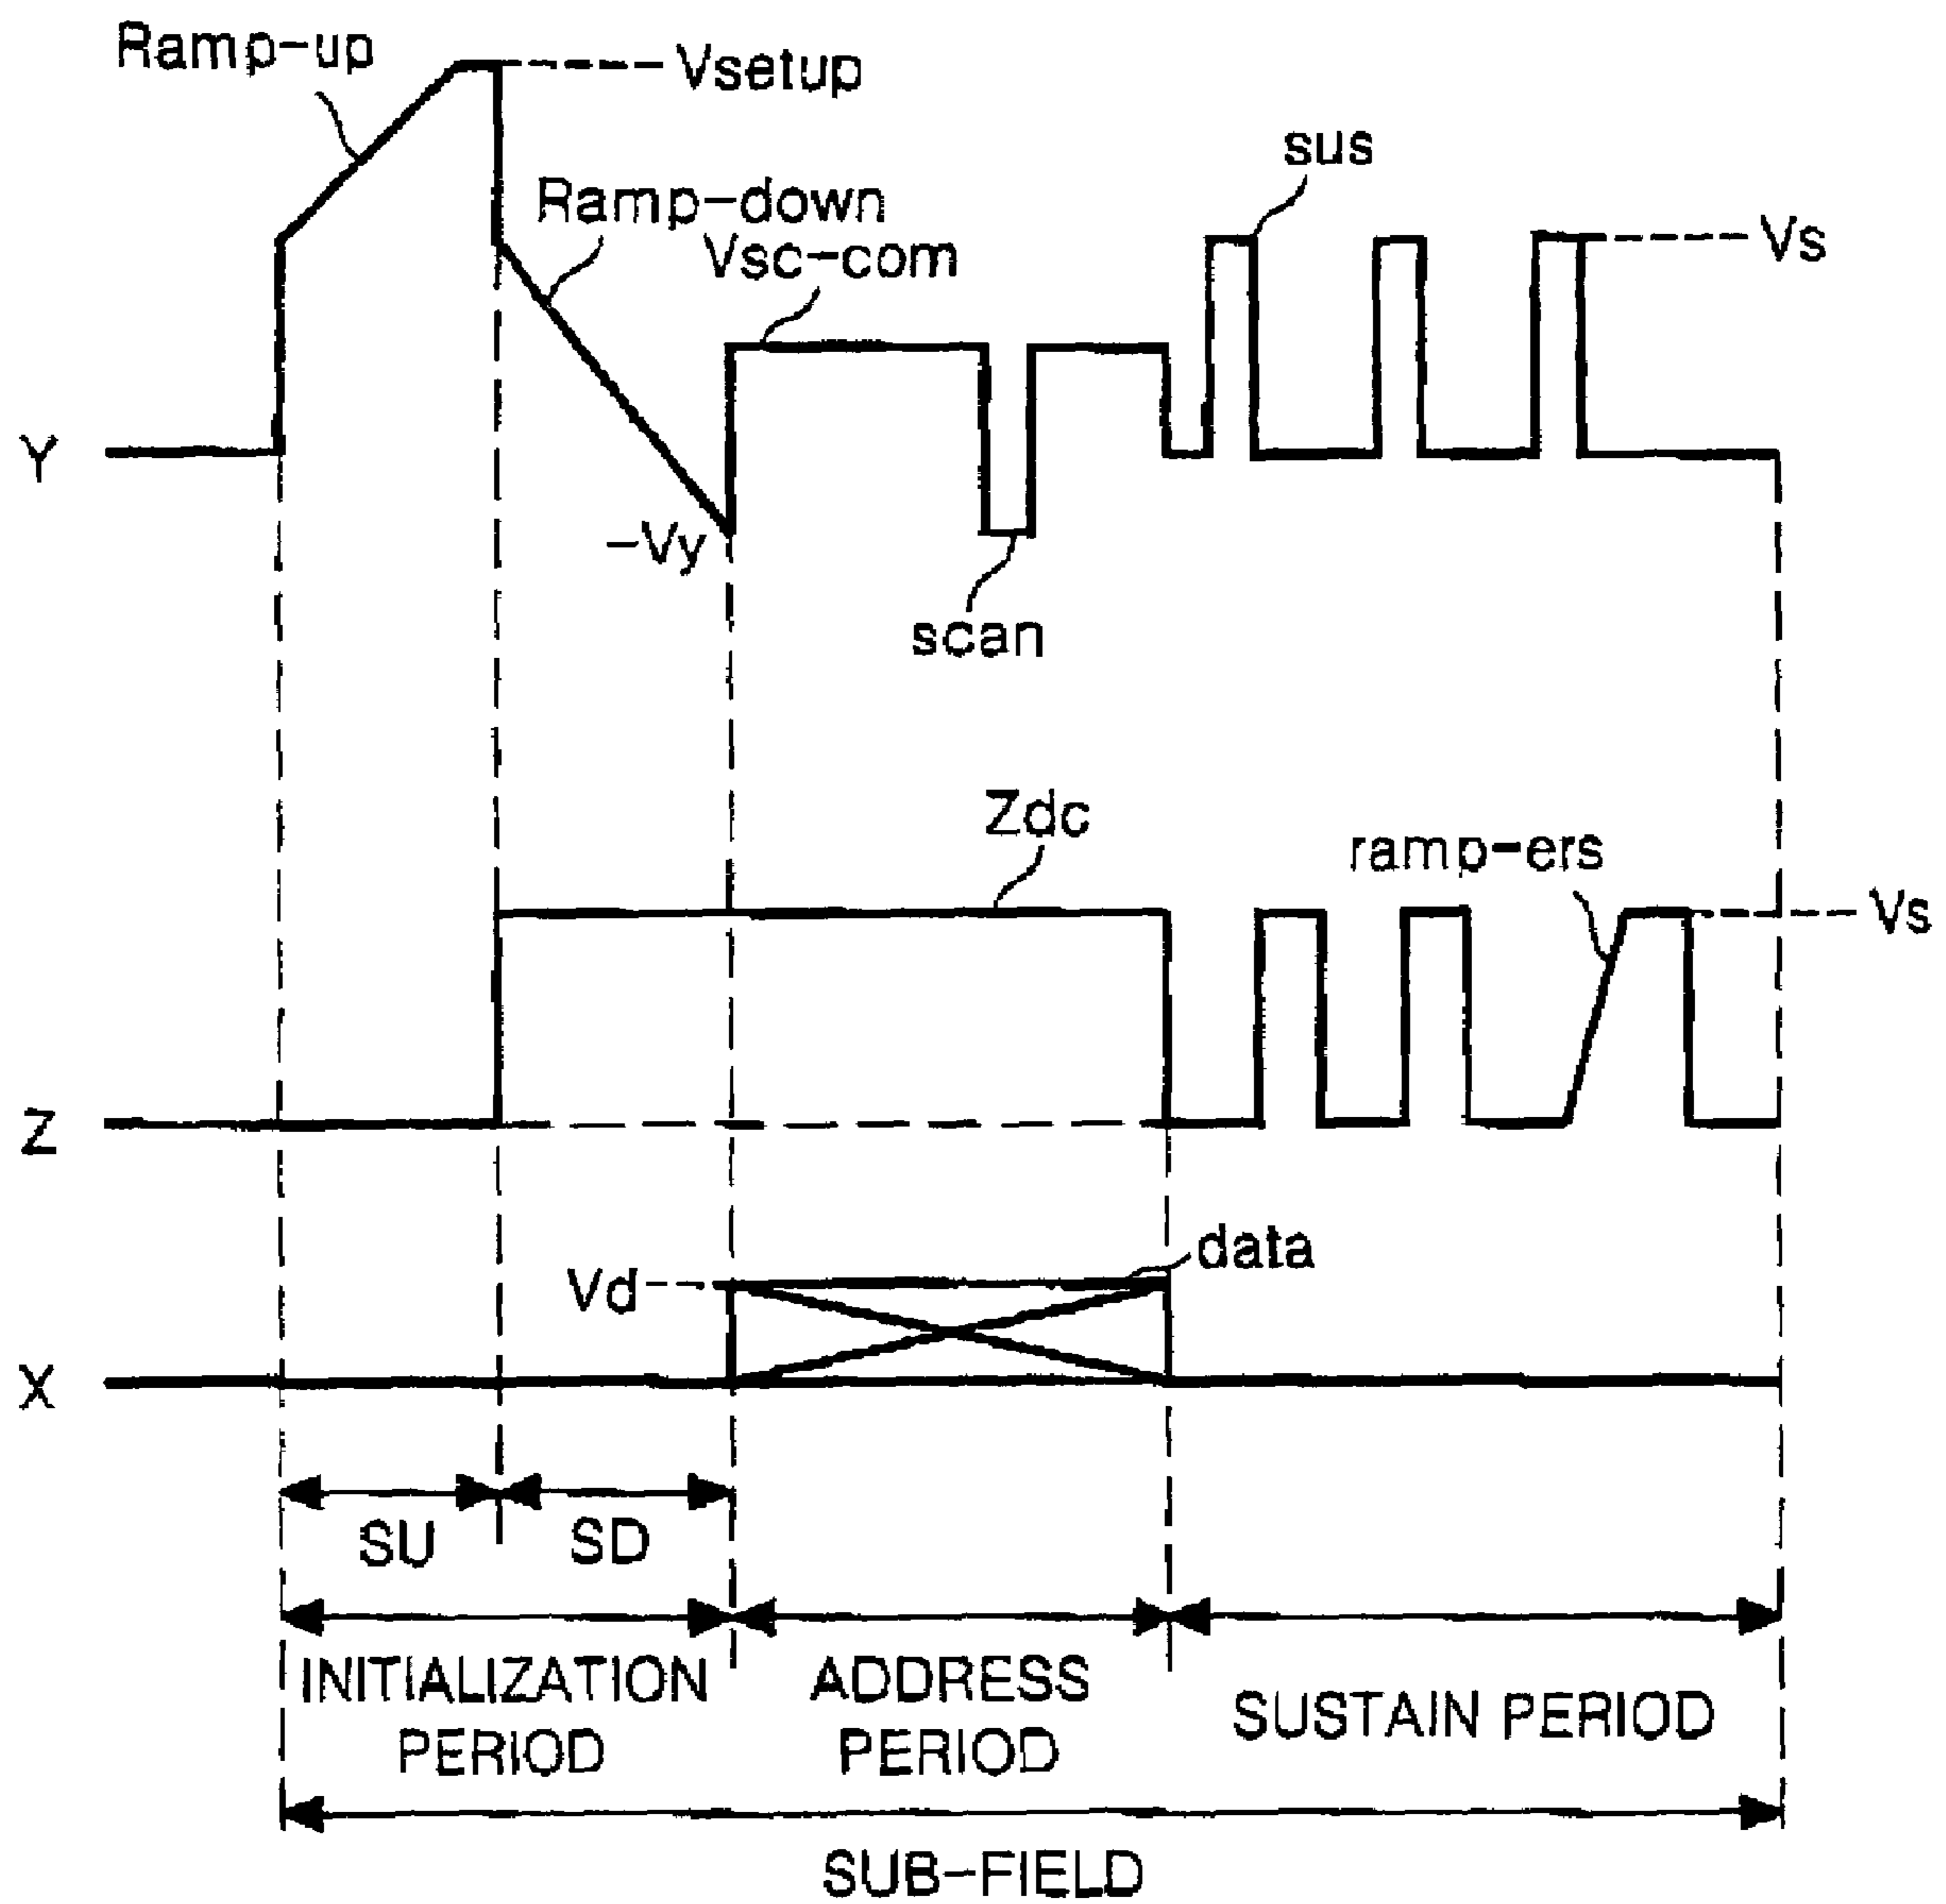 Ramp-up
Vsetup
sus
Ramp-down
Vsc-com
Vs
Y
-Vy
scan
Zdc
ramp-ers
Vs
Z
data
Vd
X
SU
SD
INITIALIZATION
PERIOD
ADDRESS
PERIOD
SUSTAIN PERIOD
SUB-FIELD